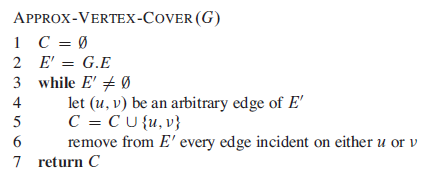 APPROX-VERTEX-COVER(G)
1 C = Ø
2 E′ = G.E
3 while E′ ≠ Ø
4 let (u, v) be an arbitrary edge of E′
5 C = C ∪ {u, v}
6 remove from E′ every edge incident on either u or v
7 return C